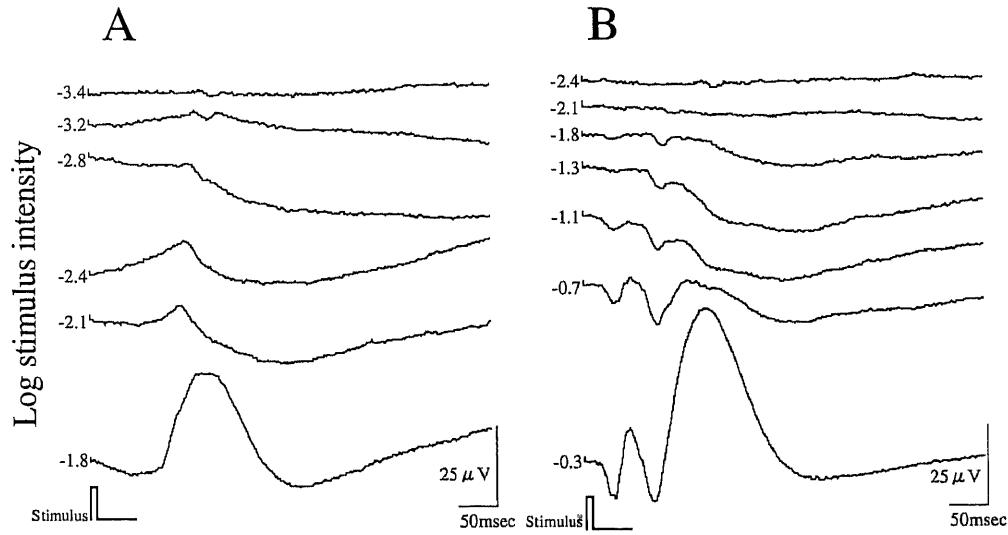 A
B
Log stimulus intensity
-3.4
-3.2
-2.8
-2.4
-2.1
-1.8
Stimulus
25 μV
50msec
-2.4
-2.1
-1.8
-1.3
-1.1
-0.7
-0.3
Stimulus
25 μV
50msec